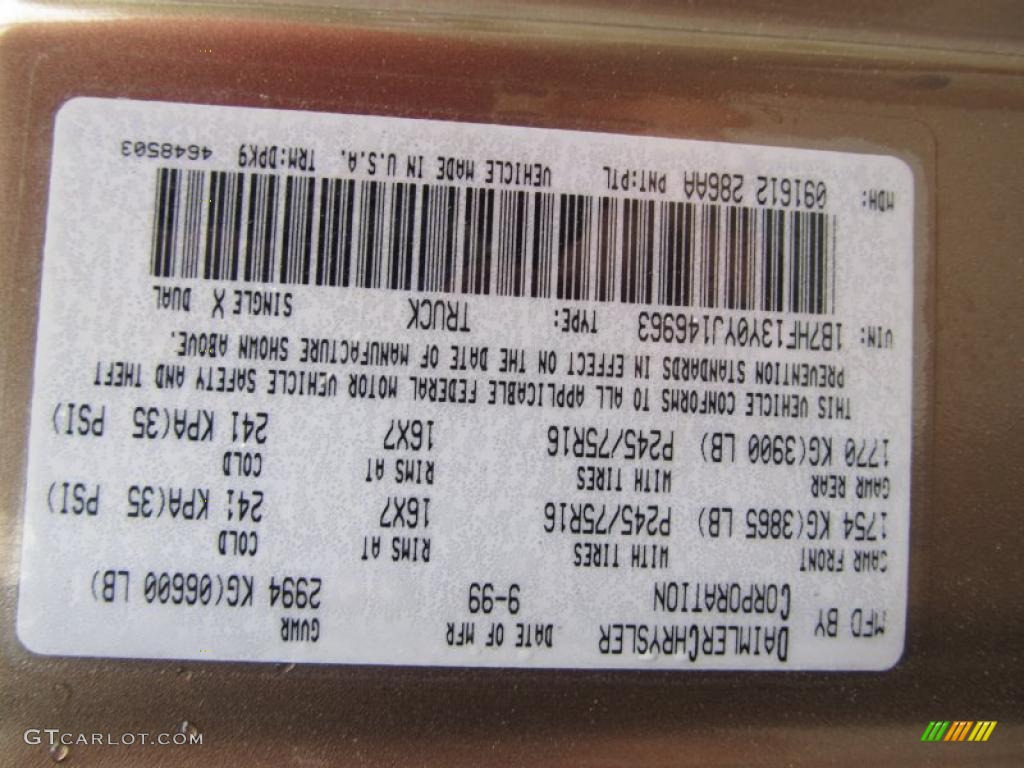 MFD BY DAIMLERCHRYSLER CORPORATION DATE OF MFR 9-99 GVWR 2994 KG(06600 LB)
GAWR FRONT WITH TIRES RIMS AT COLD
1754 KG(3865 LB) P245/75R16 16X7 241 KPA(35 PSI)
GAWR REAR WITH TIRES RIMS AT COLD
1770 KG(3900 LB) P245/75R16 16X7 241 KPA(35 PSI)
THIS VEHICLE CONFORMS TO ALL APPLICABLE FEDERAL MOTOR VEHICLE SAFETY AND THEFT
PREVENTION STANDARDS IN EFFECT ON THE DATE OF MANUFACTURE SHOWN ABOVE.
VIN: 1B7HF13Y0YJ146963 TYPE: TRUCK SINGLE X DUAL
MDH: 091612 286AA PNT:PTL VEHICLE MADE IN U.S.A. TRM:DPK9 4648503
GTCARLOT.COM